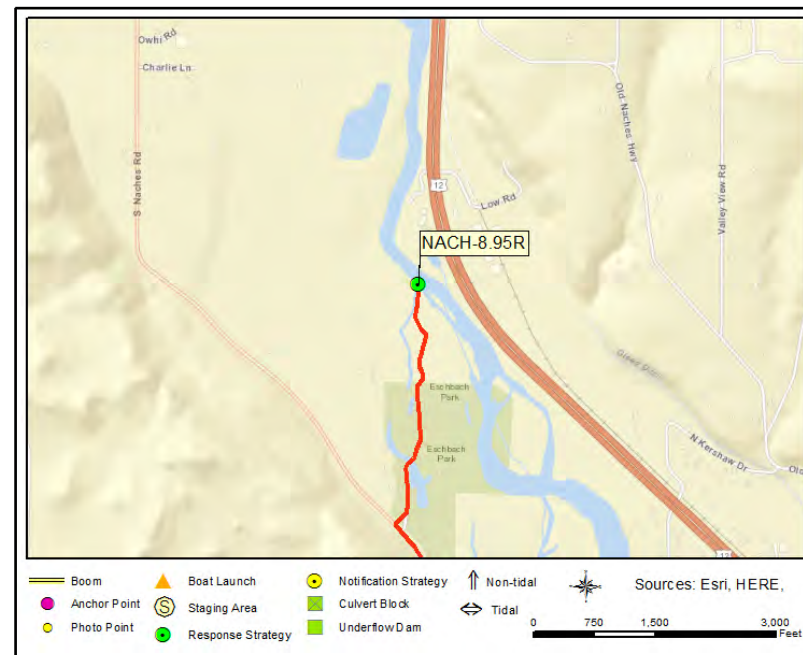 Owhi Rd
Charlie Ln
S Naches Rd
12
Low Rd
Old Naches Hwy
Valley View Rd
NACH-8.95R
Eschbach
Park
Eschbach
Park
N Kershaw Dr
Old
12
Boom
Boat Launch
Notification Strategy
Non-tidal
Sources: Esri, HERE,
Anchor Point
S
Staging Area
Culvert Block
Tidal
Photo Point
Response Strategy
Underflow Dam
0 750 1,500 3,000
Feet